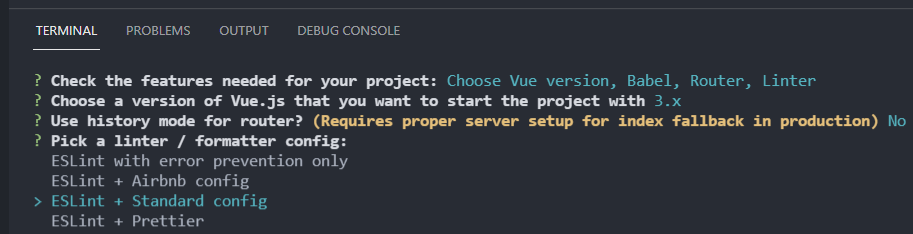 TERMINAL PROBLEMS OUTPUT DEBUG CONSOLE
? Check the features needed for your project: Choose Vue version, Babel, Router, Linter
? Choose a version of Vue.js that you want to start the project with 3.x
? Use history mode for router? (Requires proper server setup for index fallback in production) No
? Pick a linter / formatter config:
ESLint with error prevention only
ESLint + Airbnb config
> ESLint + Standard config
ESLint + Prettier